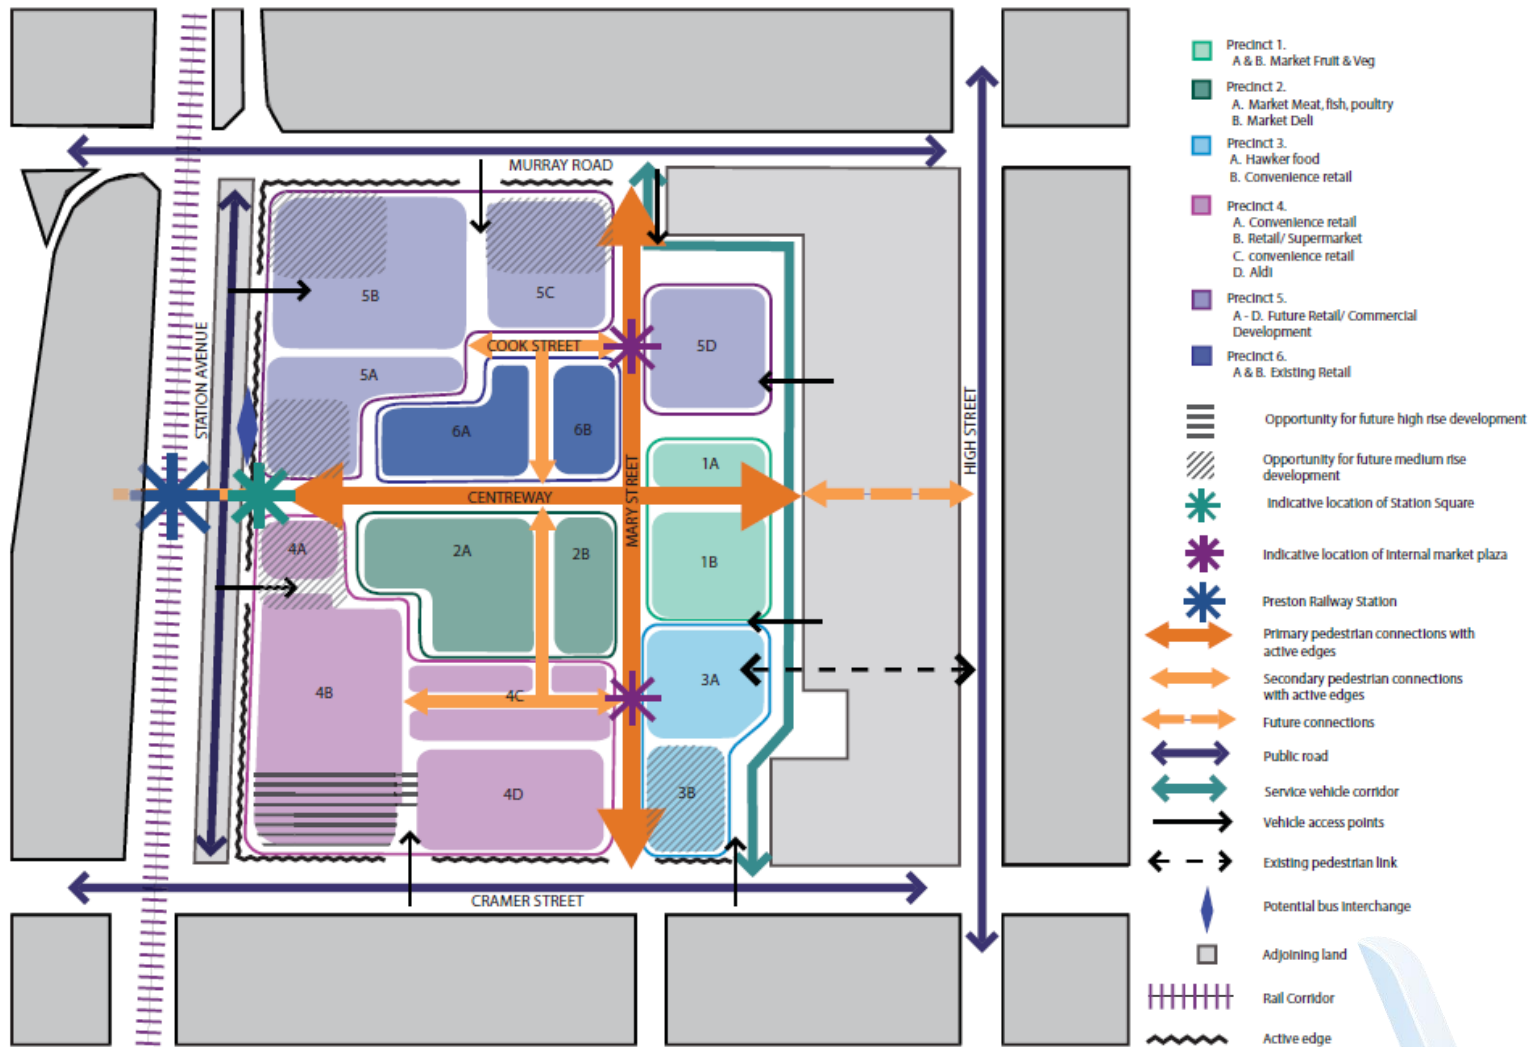 MURRAY ROAD
5B
5C
COOK STREET
5D
5A
STATION AVENUE
6A
6B
HIGH STREET
1A
CENTREWAY
MARY STREET
4A
2A
2B
1B
3A
4B
4C
4D
3B
CRAMER STREET
Precinct 1.
A & B. Market Fruit & Veg
Precinct 2.
A. Market Meat, fish, poultry
B. Market Deli
Precinct 3.
A. Hawker food
B. Convenience retail
Precinct 4.
A. Convenience retail
B. Retail/ Supermarket
C. convenience retail
D. Aldi
Precinct 5.
A - D. Future Retail/ Commercial
Development
Precinct 6.
A & B. Existing Retail
Opportunity for future high rise development
Opportunity for future medium rise
development
Indicative location of Station Square
Indicative location of internal market plaza
Preston Railway Station
Primary pedestrian connections with
active edges
Secondary pedestrian connections
with active edges
Future connections
Public road
Service vehicle corridor
Vehicle access points
Existing pedestrian link
Potential bus interchange
Adjoining land
Rail Corridor
Active edge